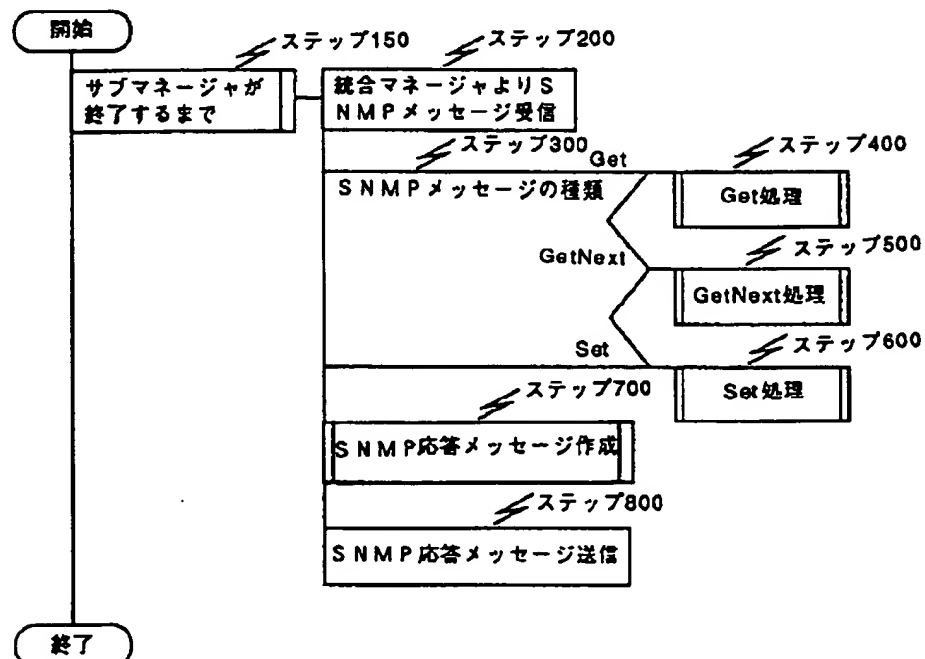 開始
ステップ150
サブマネージャが
終了するまで
ステップ200
統合マネージャよりS
NMPメッセージ受信
ステップ300
SNMPメッセージの種類
Get
ステップ400
Get処理
GetNext
ステップ500
GetNext処理
Set
ステップ600
Set処理
ステップ700
SNMP応答メッセージ作成
ステップ800
SNMP応答メッセージ送信
終了